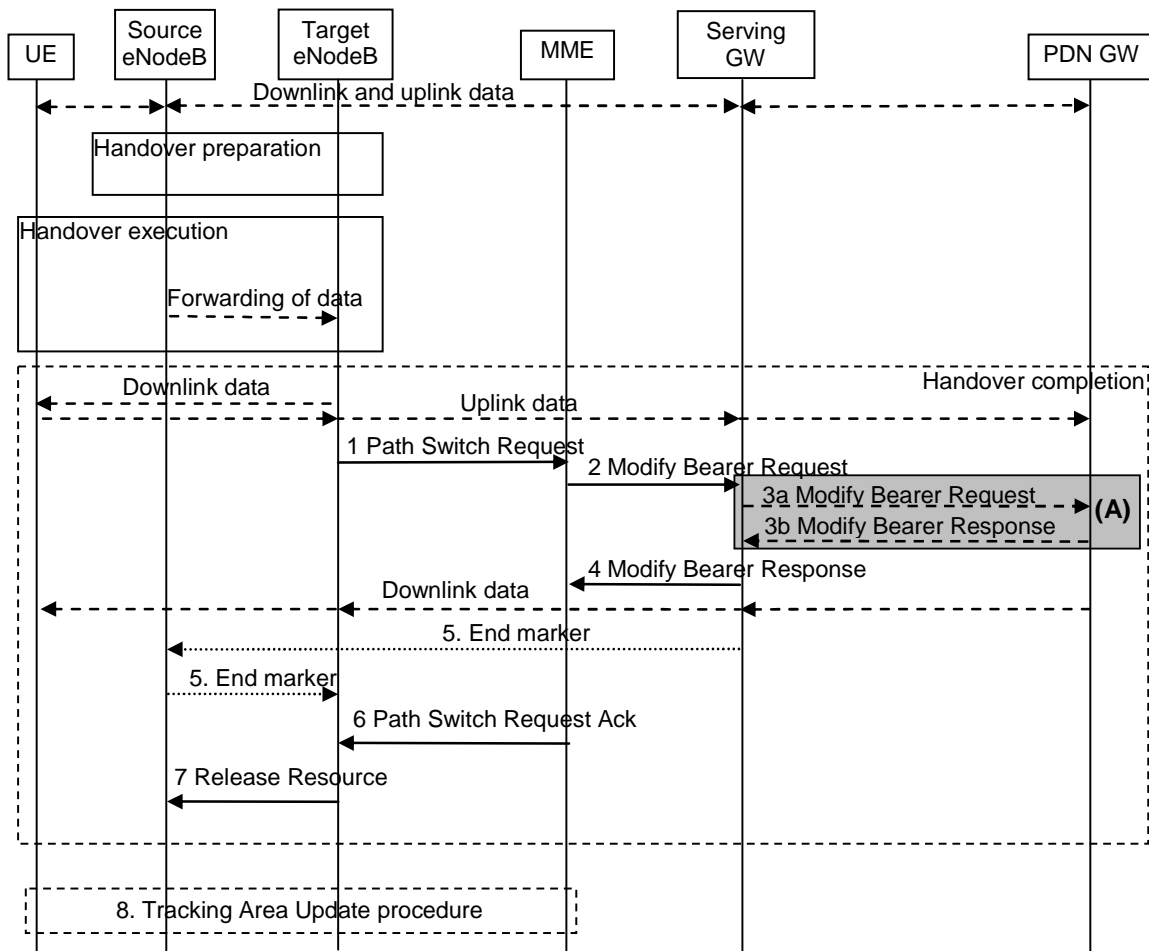 UE
Source
eNodeB
Target
eNodeB
MME
Serving
GW
PDN GW
Downlink and uplink data
Handover preparation
Handover execution
Forwarding of data
Handover completion
Downlink data
Uplink data
1 Path Switch Request
2 Modify Bearer Request
3a Modify Bearer Request
(A)
3b Modify Bearer Response
4 Modify Bearer Response
Downlink data
5. End marker
5. End marker
6 Path Switch Request Ack
7 Release Resource
8. Tracking Area Update procedure